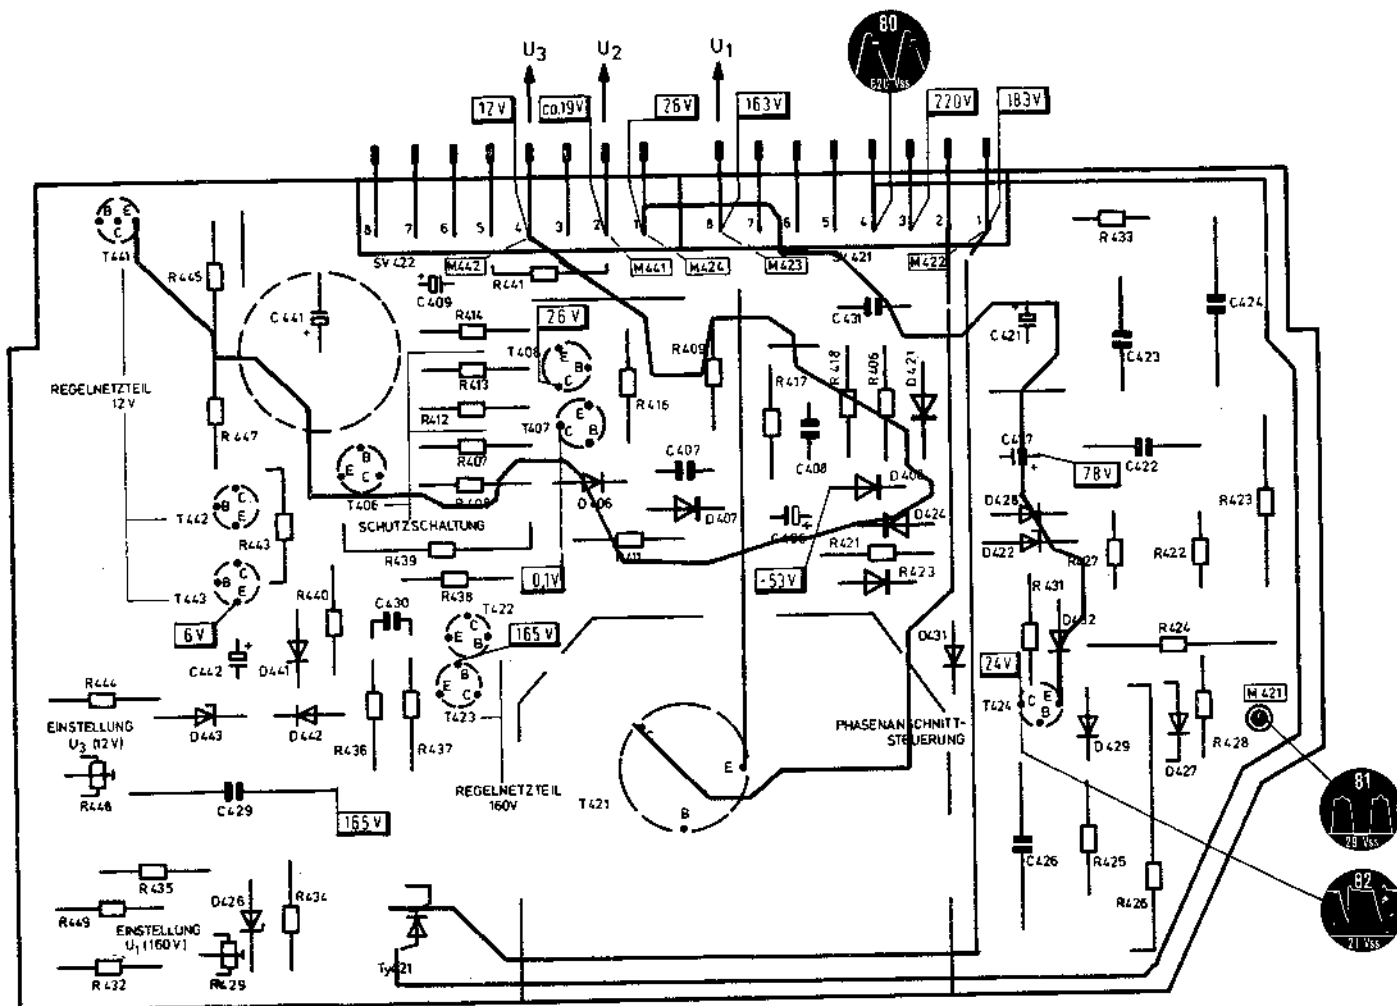 80
U3 U2 U1
620 Vss
12V
CO.19V
26V
163V
220V
183V
8 7 6 5 4 3 2 1 8 7 6 5 4 3 2 1
B E C
T441
SV422
M442
M441
M424
M423
SV421
M422
R433
R445
C441
C409
R441
C431
C421
C424
C423
R414
26V
T408
E B C
R413
R409
R416
R417
R418
R406
D421
REGELNETZTEIL
12V
R447
R412
T407
E C B
R407
C407
C408
C427
78V
C422
B E C
T406
R408
D406
D407
D408
D424
D428
R423
T442
C B E
R443
SCHUTZSCHALTUNG
R439
R411
R421
D422
R427
R422
T443
C B E
6V
R440
R438
0,1V
-53V
R423
R431
C430
T422
C E B
165V
C442
D441
D431
D432
R424
24V
R444
B E C
T423
T424
C E B
M421
EINSTELLUNG
U3 (12V)
D443
D442
R436
R437
PHASENANSCHNITT-
STEUERUNG
D429
D427
R428
C
E
B
REGELNETZTEIL
160V
T421
R448
C429
165V
81
29 Vss
C426
R425
R435
D426
R434
R426
82
21 Vss
R449
EINSTELLUNG
U1 (160V)
R432
R429
Ty421